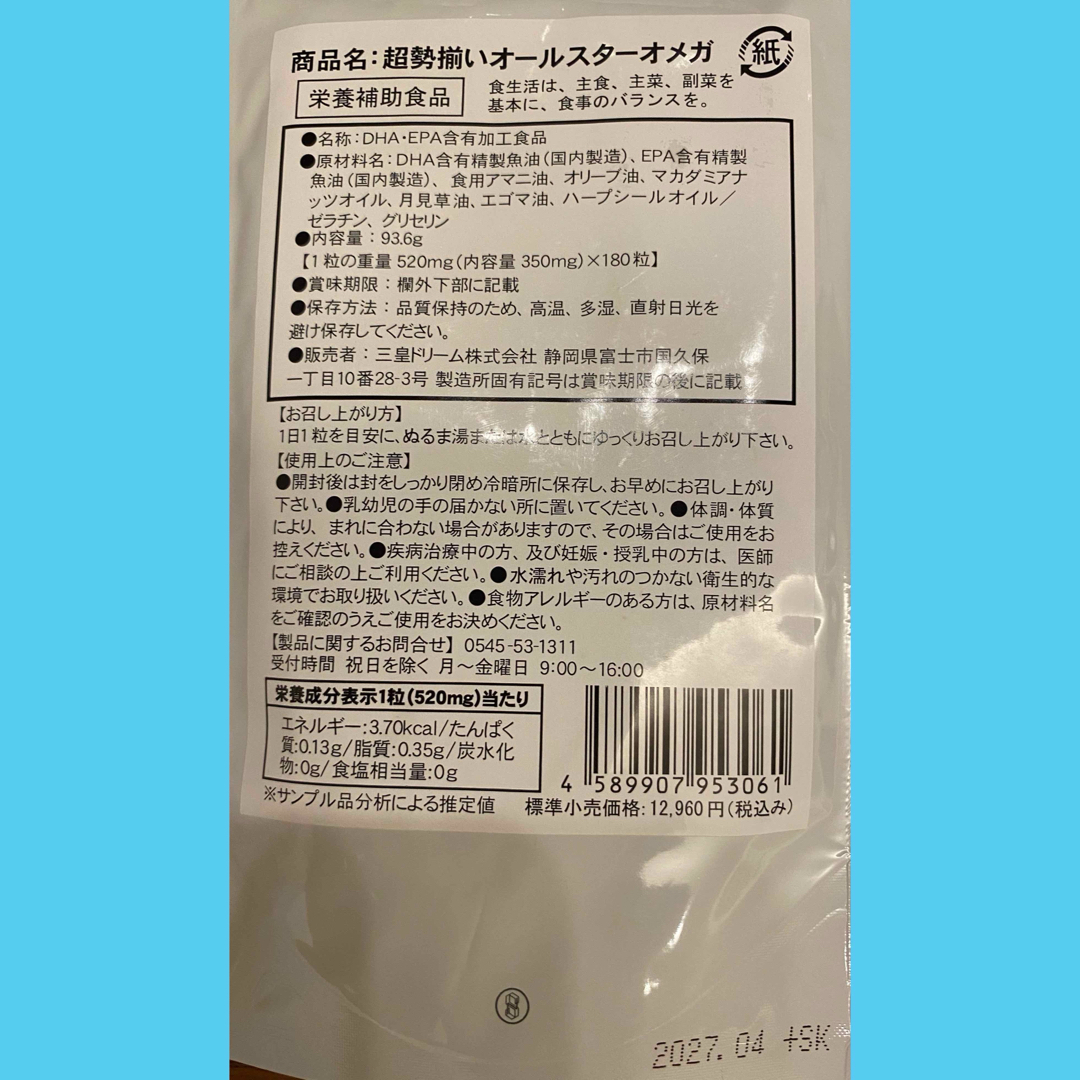 商品名：超勢揃いオールスターオメガ
紙
栄養補助食品
食生活は、主食、主菜、副菜を
基本に、食事のバランスを。
●名称：DHA・EPA含有加工食品
●原材料名：DHA含有精製魚油（国内製造）、EPA含有精製
魚油（国内製造）、食用アマニ油、オリーブ油、マカダミアナ
ッツオイル、月見草油、エゴマ油、ハープシールオイル／
ゼラチン、グリセリン
●内容量：93.6g
【1粒の重量520mg（内容量350mg）×180粒】
●賞味期限：欄外下部に記載
●保存方法：品質保持のため、高温、多湿、直射日光を
避け保存してください。
●販売者：三皇ドリーム株式会社 静岡県富士市国久保
一丁目10番28-3号 製造所固有記号は賞味期限の後に記載
【お召し上がり方】
1日1粒を目安に、ぬるま湯または水とともにゆっくりお召し上がり下さい。
【使用上のご注意】
●開封後は封をしっかり閉め冷暗所に保存し、お早めにお召し上がり
下さい。●乳幼児の手の届かない所に置いてください。●体調・体質
により、まれに合わない場合がありますので、その場合はご使用をお
控えください。●疾病治療中の方、及び妊娠・授乳中の方は、医師
にご相談の上ご利用ください。●水濡れや汚れのつかない衛生的な
環境でお取り扱いください。●食物アレルギーのある方は、原材料名
をご確認のうえご使用をお決めください。
【製品に関するお問合せ】0545-53-1311
受付時間 祝日を除く 月～金曜日 9:00～16:00
栄養成分表示1粒（520mg）当たり
エネルギー:3.70kcal/たんぱく
質:0.13g/脂質:0.35g/炭水化
物:0g/食塩相当量:0g
※サンプル品分析による推定値
4 589907 953061
標準小売価格:12,960円（税込み）
2027.04 +SK